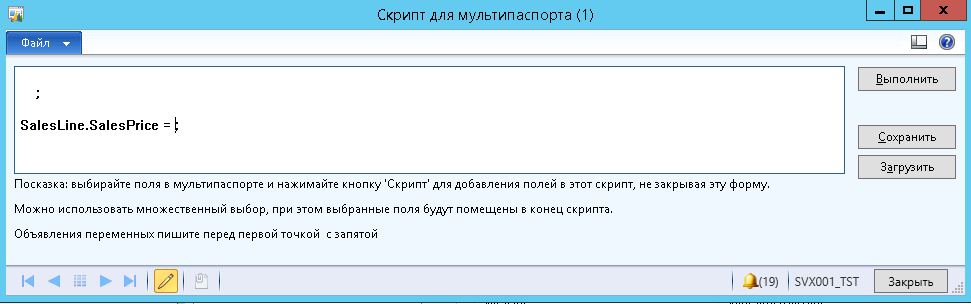 Скрипт для мультипаспорта (1)
Файл
;
SalesLine.SalesPrice = ;
Выполнить
Сохранить
Загрузить
Посказка: выбирайте поля в мультипаспорте и нажимайте кнопку 'Скрипт' для добавления полей в этот скрипт, не закрывая эту форму.
Можно использовать множественный выбор, при этом выбранные поля будут помещены в конец скрипта.
Объявления переменных пишите перед первой точкой с запятой
(19)
SVX001_TST
Закрыть